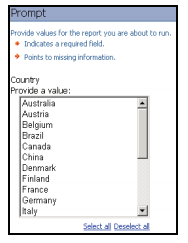 Prompt
Provide values for the report you are about to run.
Indicates a required field.
Points to missing information.
Country
Provide a value:
Australia
Austria
Belgium
Brazil
Canada
China
Denmark
Finland
France
Germany
Italy
Select all Deselect all